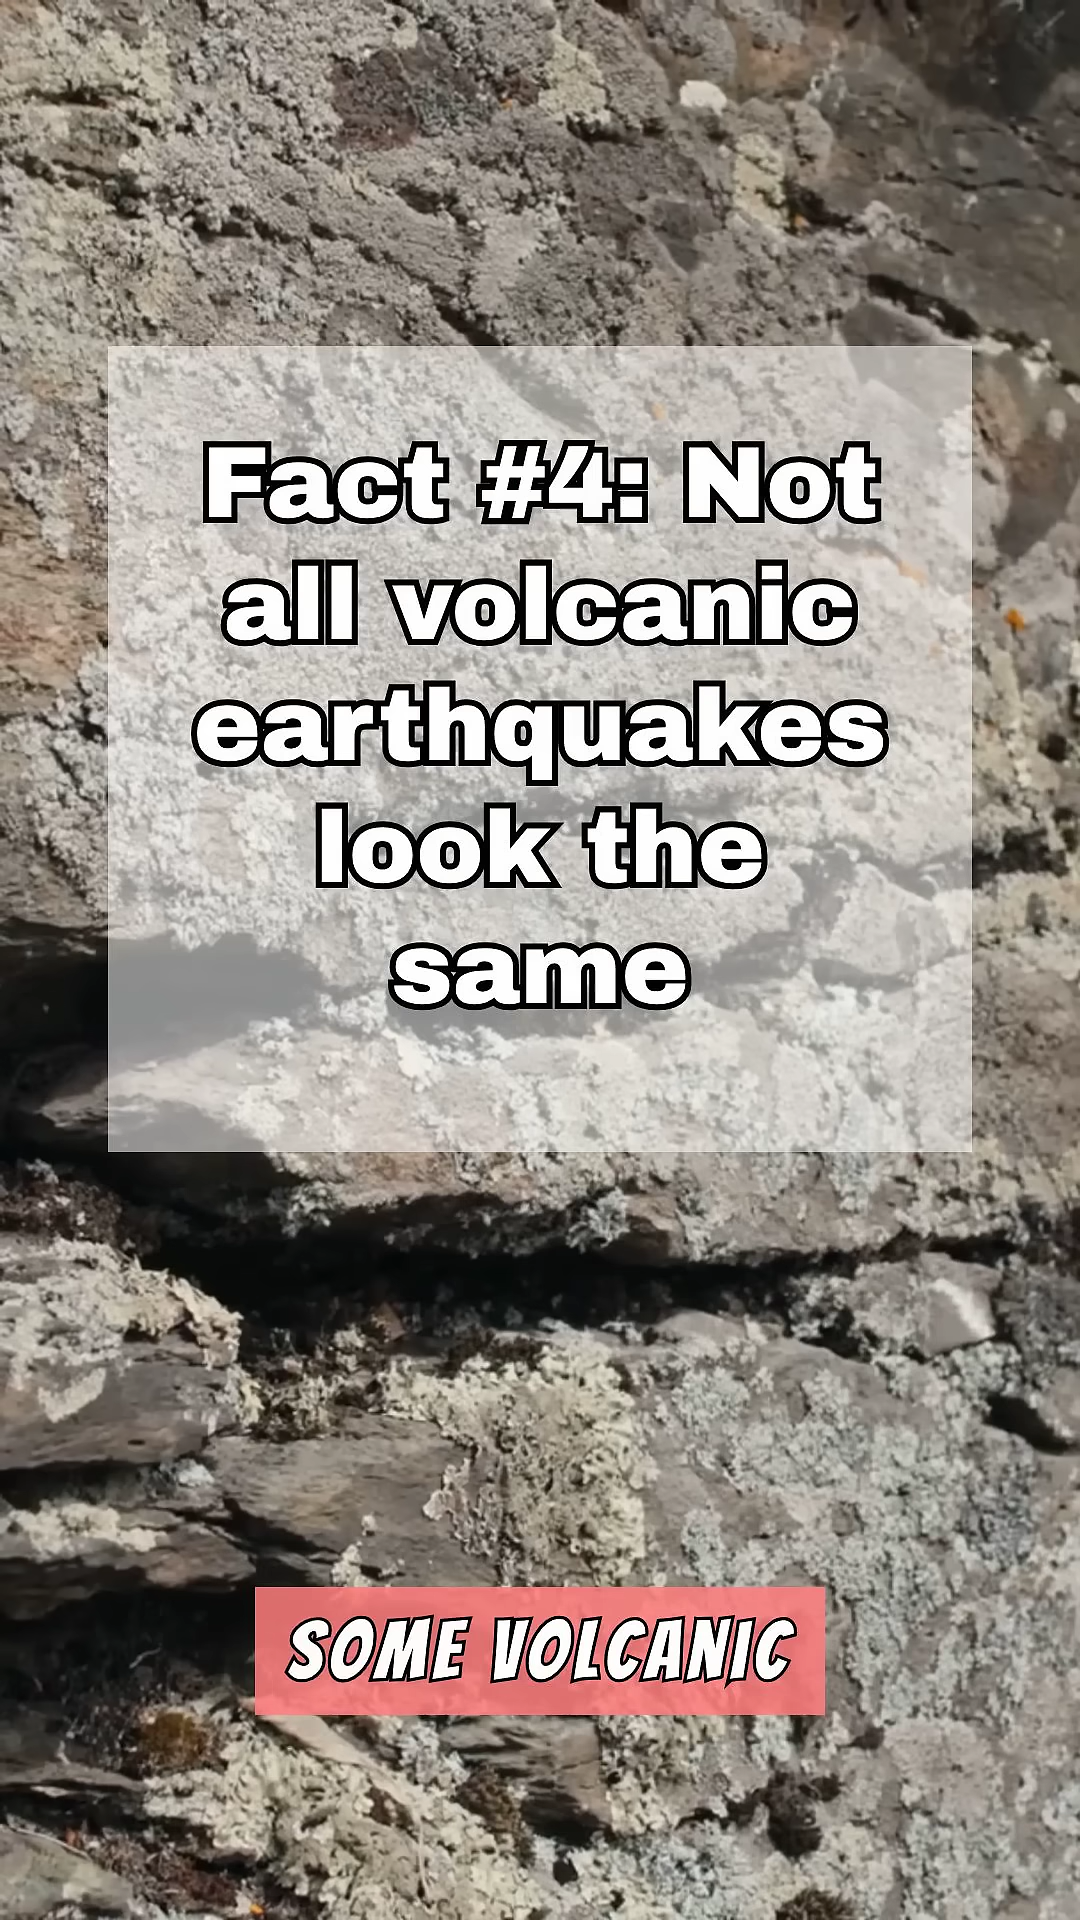 Fact #4: Not
all volcanic
earthquakes
look the
same
SOME VOLCANIC